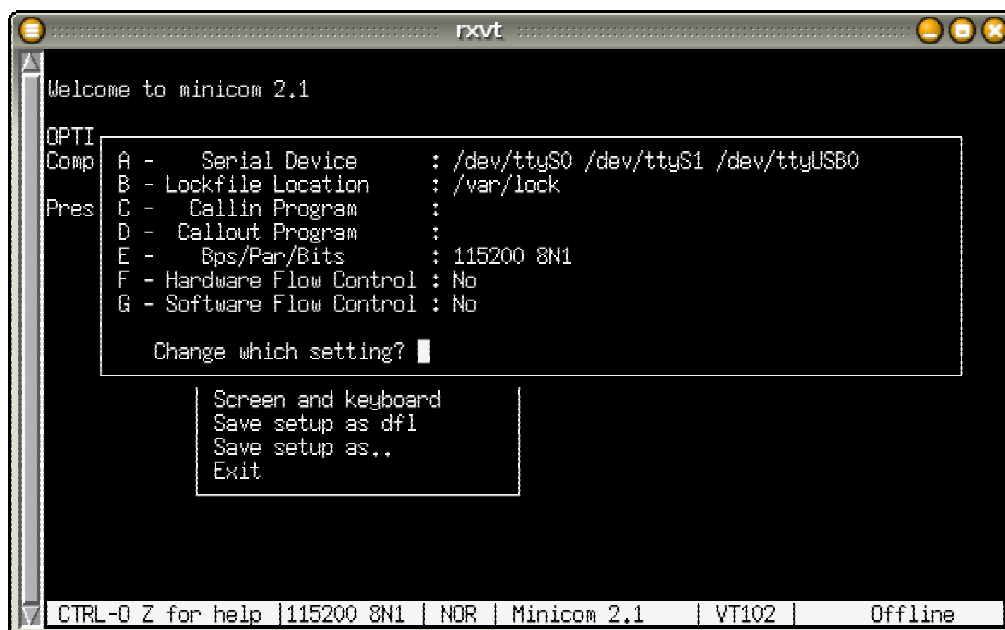 rxvt
Welcome to minicom 2.1
OPTI
Comp A - Serial Device : /dev/ttyS0 /dev/ttyS1 /dev/ttyUSB0
B - Lockfile Location : /var/lock
Pres C - Callin Program :
D - Callout Program :
E - Bps/Par/Bits : 115200 8N1
F - Hardware Flow Control : No
G - Software Flow Control : No
Change which setting?
Screen and keyboard
Save setup as dfl
Save setup as..
Exit
CTRL-O Z for help |115200 8N1 | NOR | Minicom 2.1 | VT102 | Offline